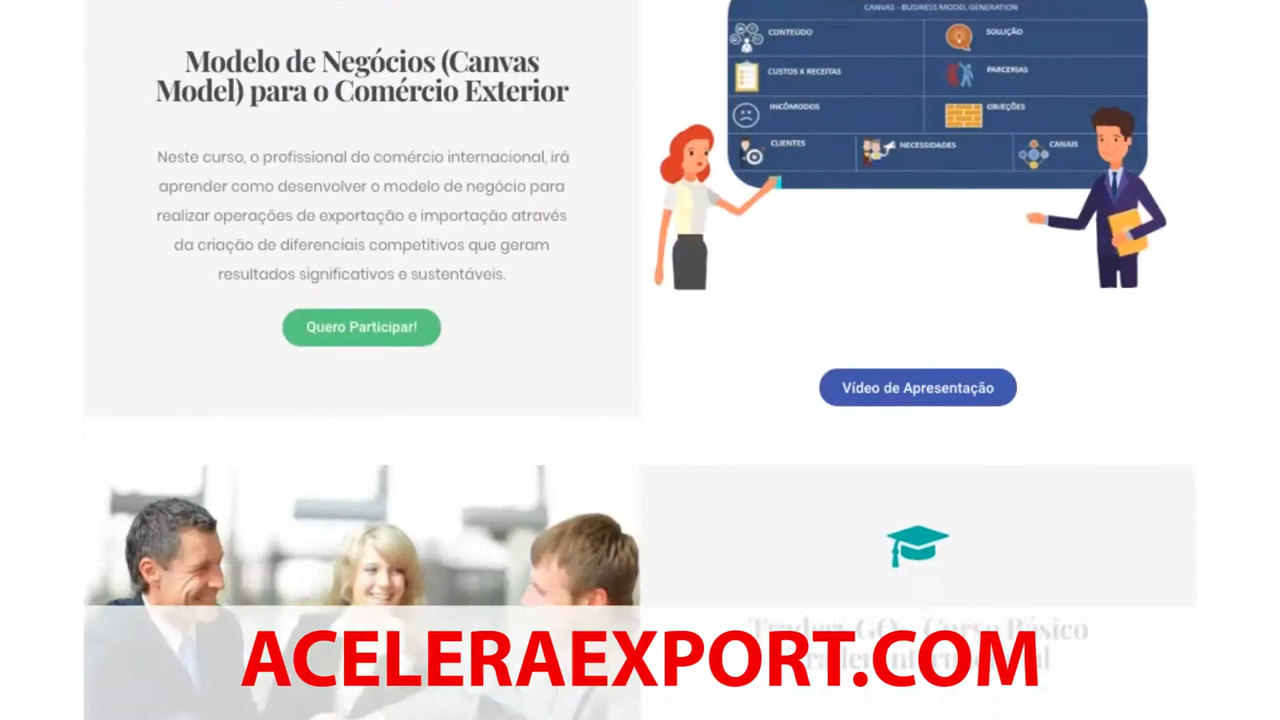 CANVAS - BUSINESS MODEL GENERATION
CONTEÚDO
SOLUÇÃO
CUSTOS X RECEITAS
PARCERIAS
INCÔMODOS
OBJEÇÕES
CLIENTES
NECESSIDADES
CANAIS
Modelo de Negócios (Canvas
Model) para o Comércio Exterior
Neste curso, o profissional do comércio internacional, irá
aprender como desenvolver o modelo de negócio para
realizar operações de exportação e importação através
da criação de diferenciais competitivos que geram
resultados significativos e sustentáveis.
Quero Participar!
Vídeo de Apresentação
Curso Básico
ACELERAEXPORT.COM